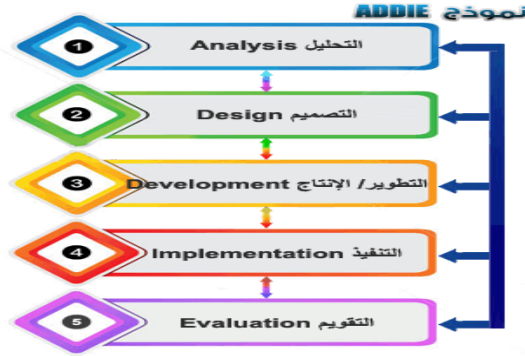 نموذج ADDIE
1
التحليل Analysis
2
التصميم Design
3
التطوير/ الإنتاج Development
4
التنفيذ Implementation
5
التقويم Evaluation